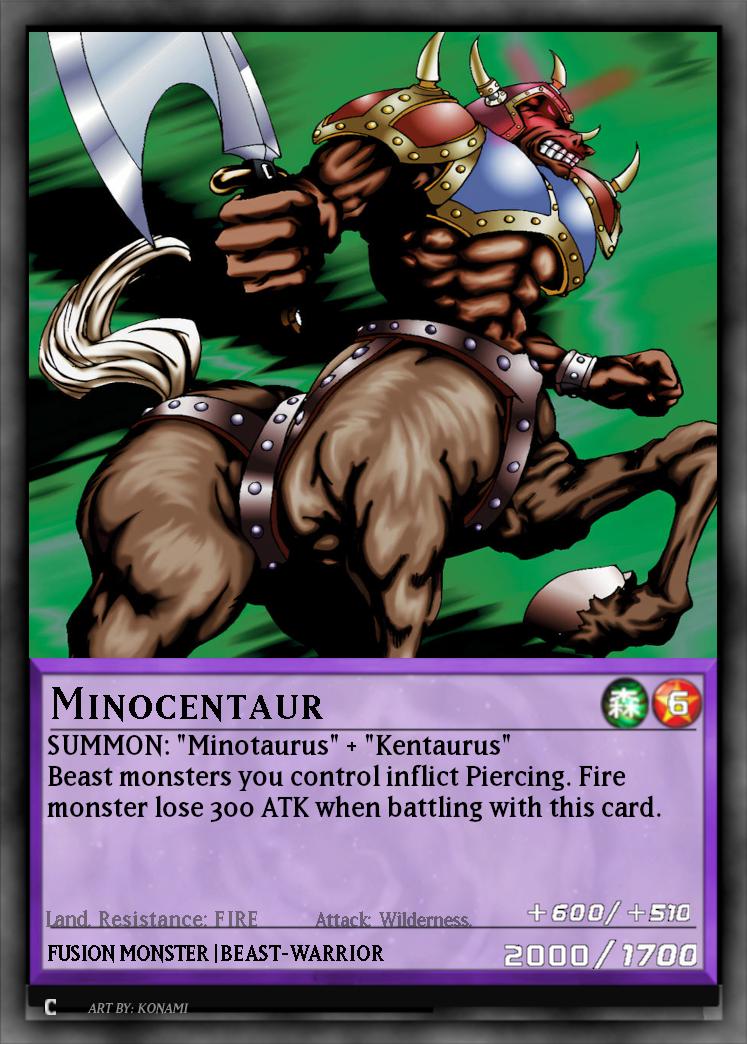 MINOCENTAUR 森 6
SUMMON: "Minotaurus" + "Kentaurus"
Beast monsters you control inflict Piercing. Fire
monster lose 300 ATK when battling with this card.
Land. Resistance: FIRE Attack: Wilderness. +600/+510
FUSION MONSTER|BEAST-WARRIOR 2000/1700
C ART BY: KONAMI